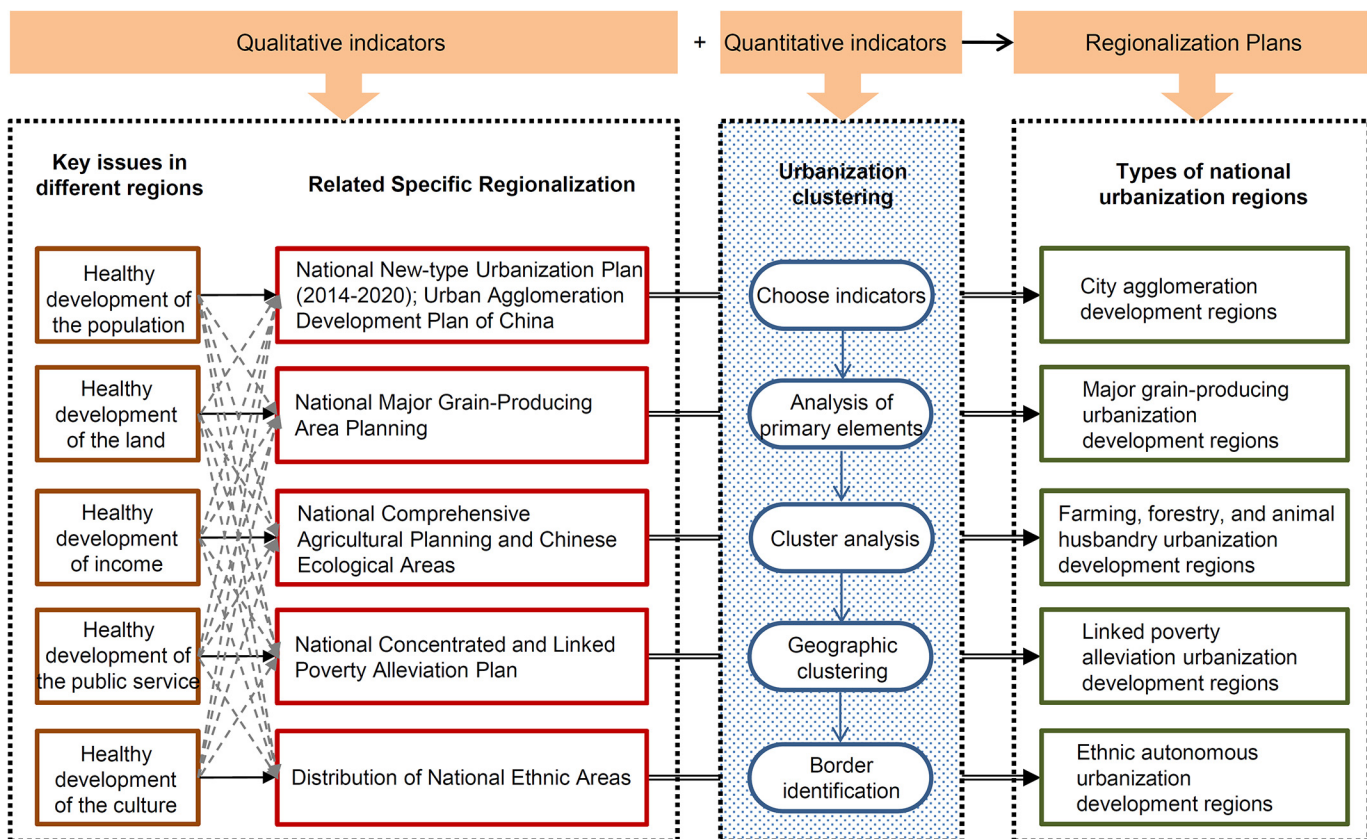 Qualitative indicators
+
Quantitative indicators
Regionalization Plans
Key issues in
different regions
Related Specific Regionalization
Urbanization
clustering
Types of national
urbanization regions
Healthy
development of
the population
National New-type Urbanization Plan
(2014-2020); Urban Agglomeration
Development Plan of China
Choose indicators
City agglomeration
development regions
Healthy
development
of the land
National Major Grain-Producing
Area Planning
Analysis of
primary elements
Major grain-producing
urbanization
development regions
Healthy
development
of income
National Comprehensive
Agricultural Planning and Chinese
Ecological Areas
Cluster analysis
Farming, forestry, and animal
husbandry urbanization
development regions
Healthy
development of
the public service
National Concentrated and Linked
Poverty Alleviation Plan
Geographic
clustering
Linked poverty
alleviation urbanization
development regions
Healthy
development
of the culture
Distribution of National Ethnic Areas
Border
identification
Ethnic autonomous
urbanization
development regions